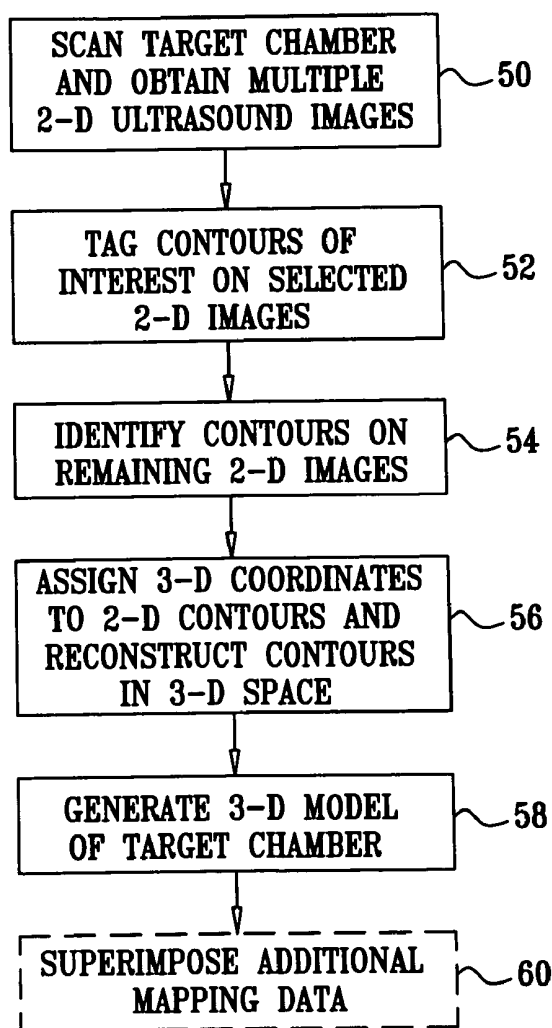 SCAN TARGET CHAMBER
AND OBTAIN MULTIPLE
2-D ULTRASOUND IMAGES
50
TAG CONTOURS OF
INTEREST ON SELECTED
2-D IMAGES
52
IDENTIFY CONTOURS ON
REMAINING 2-D IMAGES
54
ASSIGN 3-D COORDINATES
TO 2-D CONTOURS AND
RECONSTRUCT CONTOURS
IN 3-D SPACE
56
GENERATE 3-D MODEL
OF TARGET CHAMBER
58
SUPERIMPOSE ADDITIONAL
MAPPING DATA
60